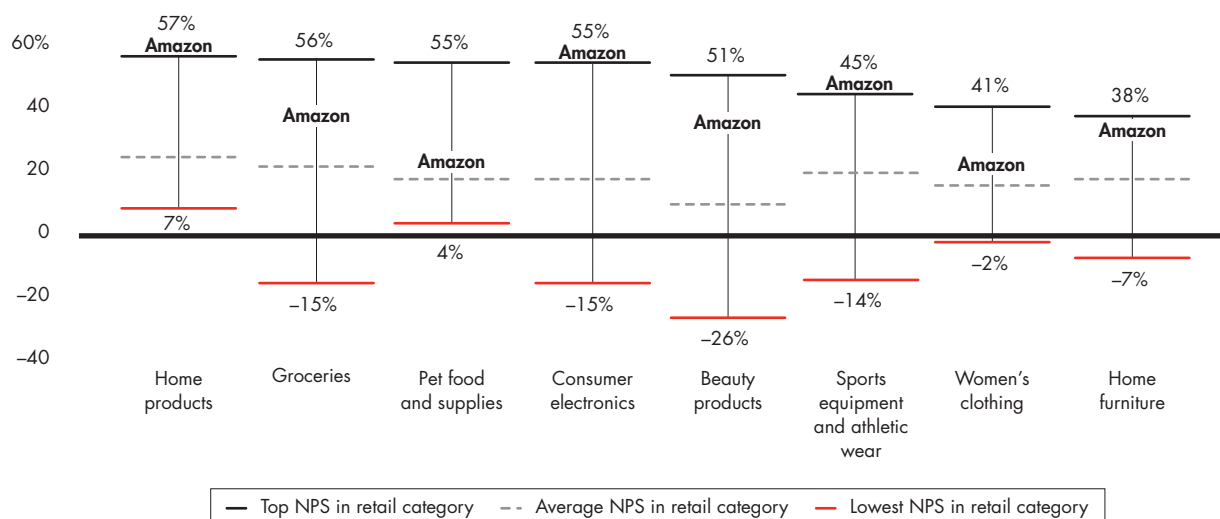 57%
56%
55%
55%
51%
45%
41%
38%
60%
40
20
0
–20
–40
Amazon
Amazon
Amazon
Amazon
Amazon
Amazon
Amazon
Amazon
7%
–15%
4%
–15%
–26%
–14%
–2%
–7%
Home
products
Groceries
Pet food
and supplies
Consumer
electronics
Beauty
products
Sports
equipment
and athletic
wear
Women’s
clothing
Home
furniture
Top NPS in retail category Average NPS in retail category Lowest NPS in retail category